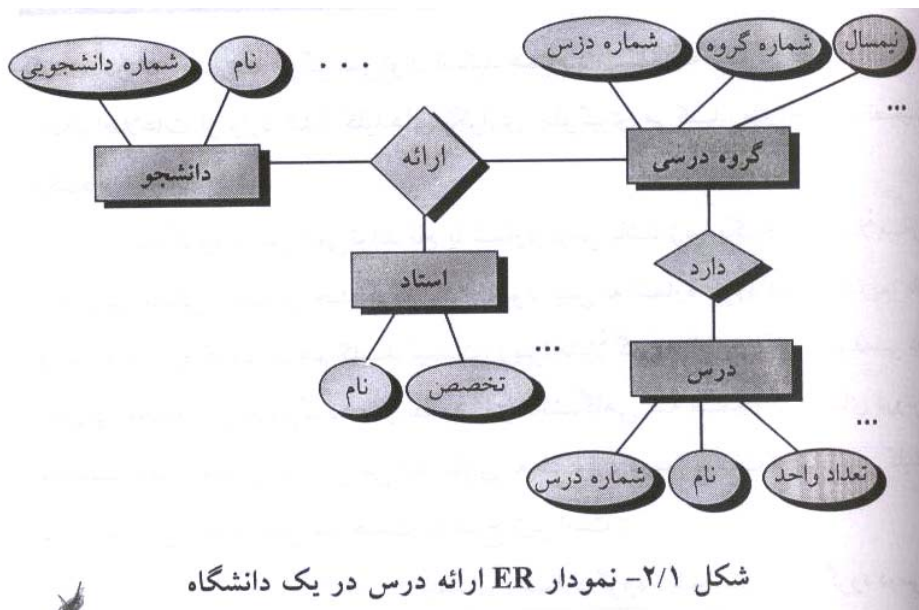 شماره دانشجویی
نام
...
شماره دزس
شماره گروه
نیمسال
...
دانشجو
ارائه
گروه درسی
استاد
دارد
نام
تخصص
...
درس
...
شماره درس
نام
تعداد واحد
شکل ۲/۱- نمودار ER ارائه درس در یک دانشگاه